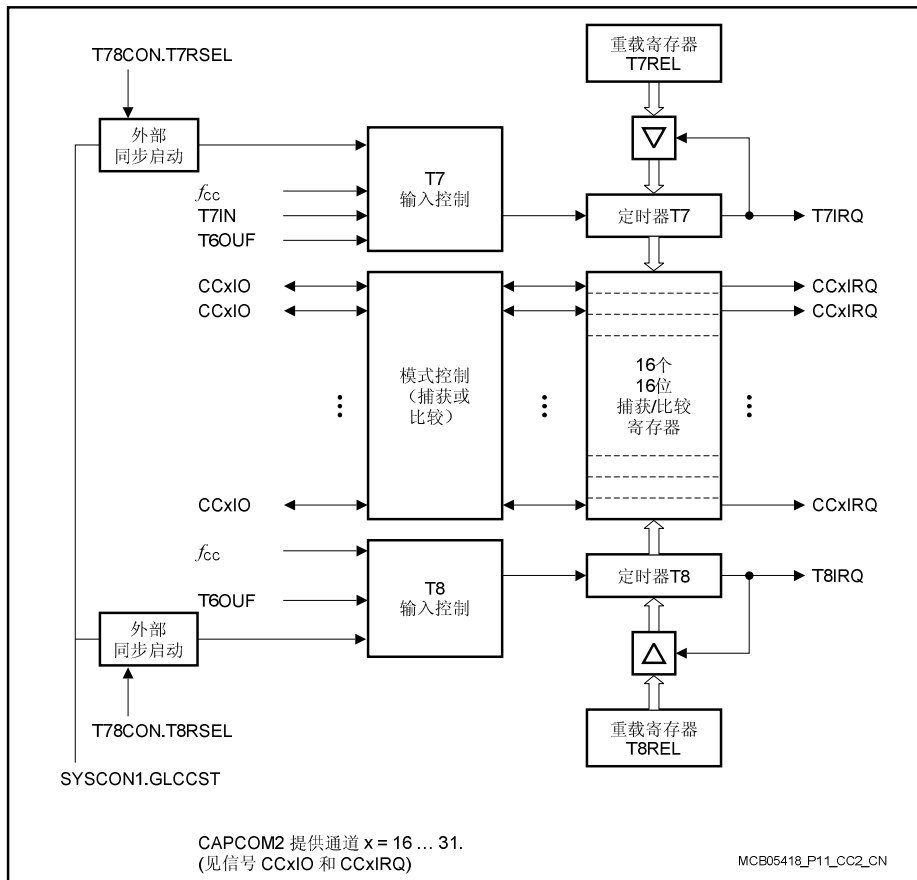 重载寄存器
T7REL
T78CON.T7RSEL
外部
同步启动
T7
输入控制
fCC
T7IN
T6OUF
定时器T7
T7IRQ
CCxIO
CCxIRQ
CCxIO
CCxIRQ
模式控制
（捕获或
比较）
16个
16位
捕获/比较
寄存器
CCxIO
CCxIRQ
fCC
T6OUF
T8
输入控制
定时器T8
T8IRQ
外部
同步启动
T78CON.T8RSEL
重载寄存器
T8REL
SYSCON1.GLCCST
CAPCOM2 提供通道 x = 16 … 31.
(见信号 CCxIO 和 CCxIRQ)
MCB05418_P11_CC2_CN